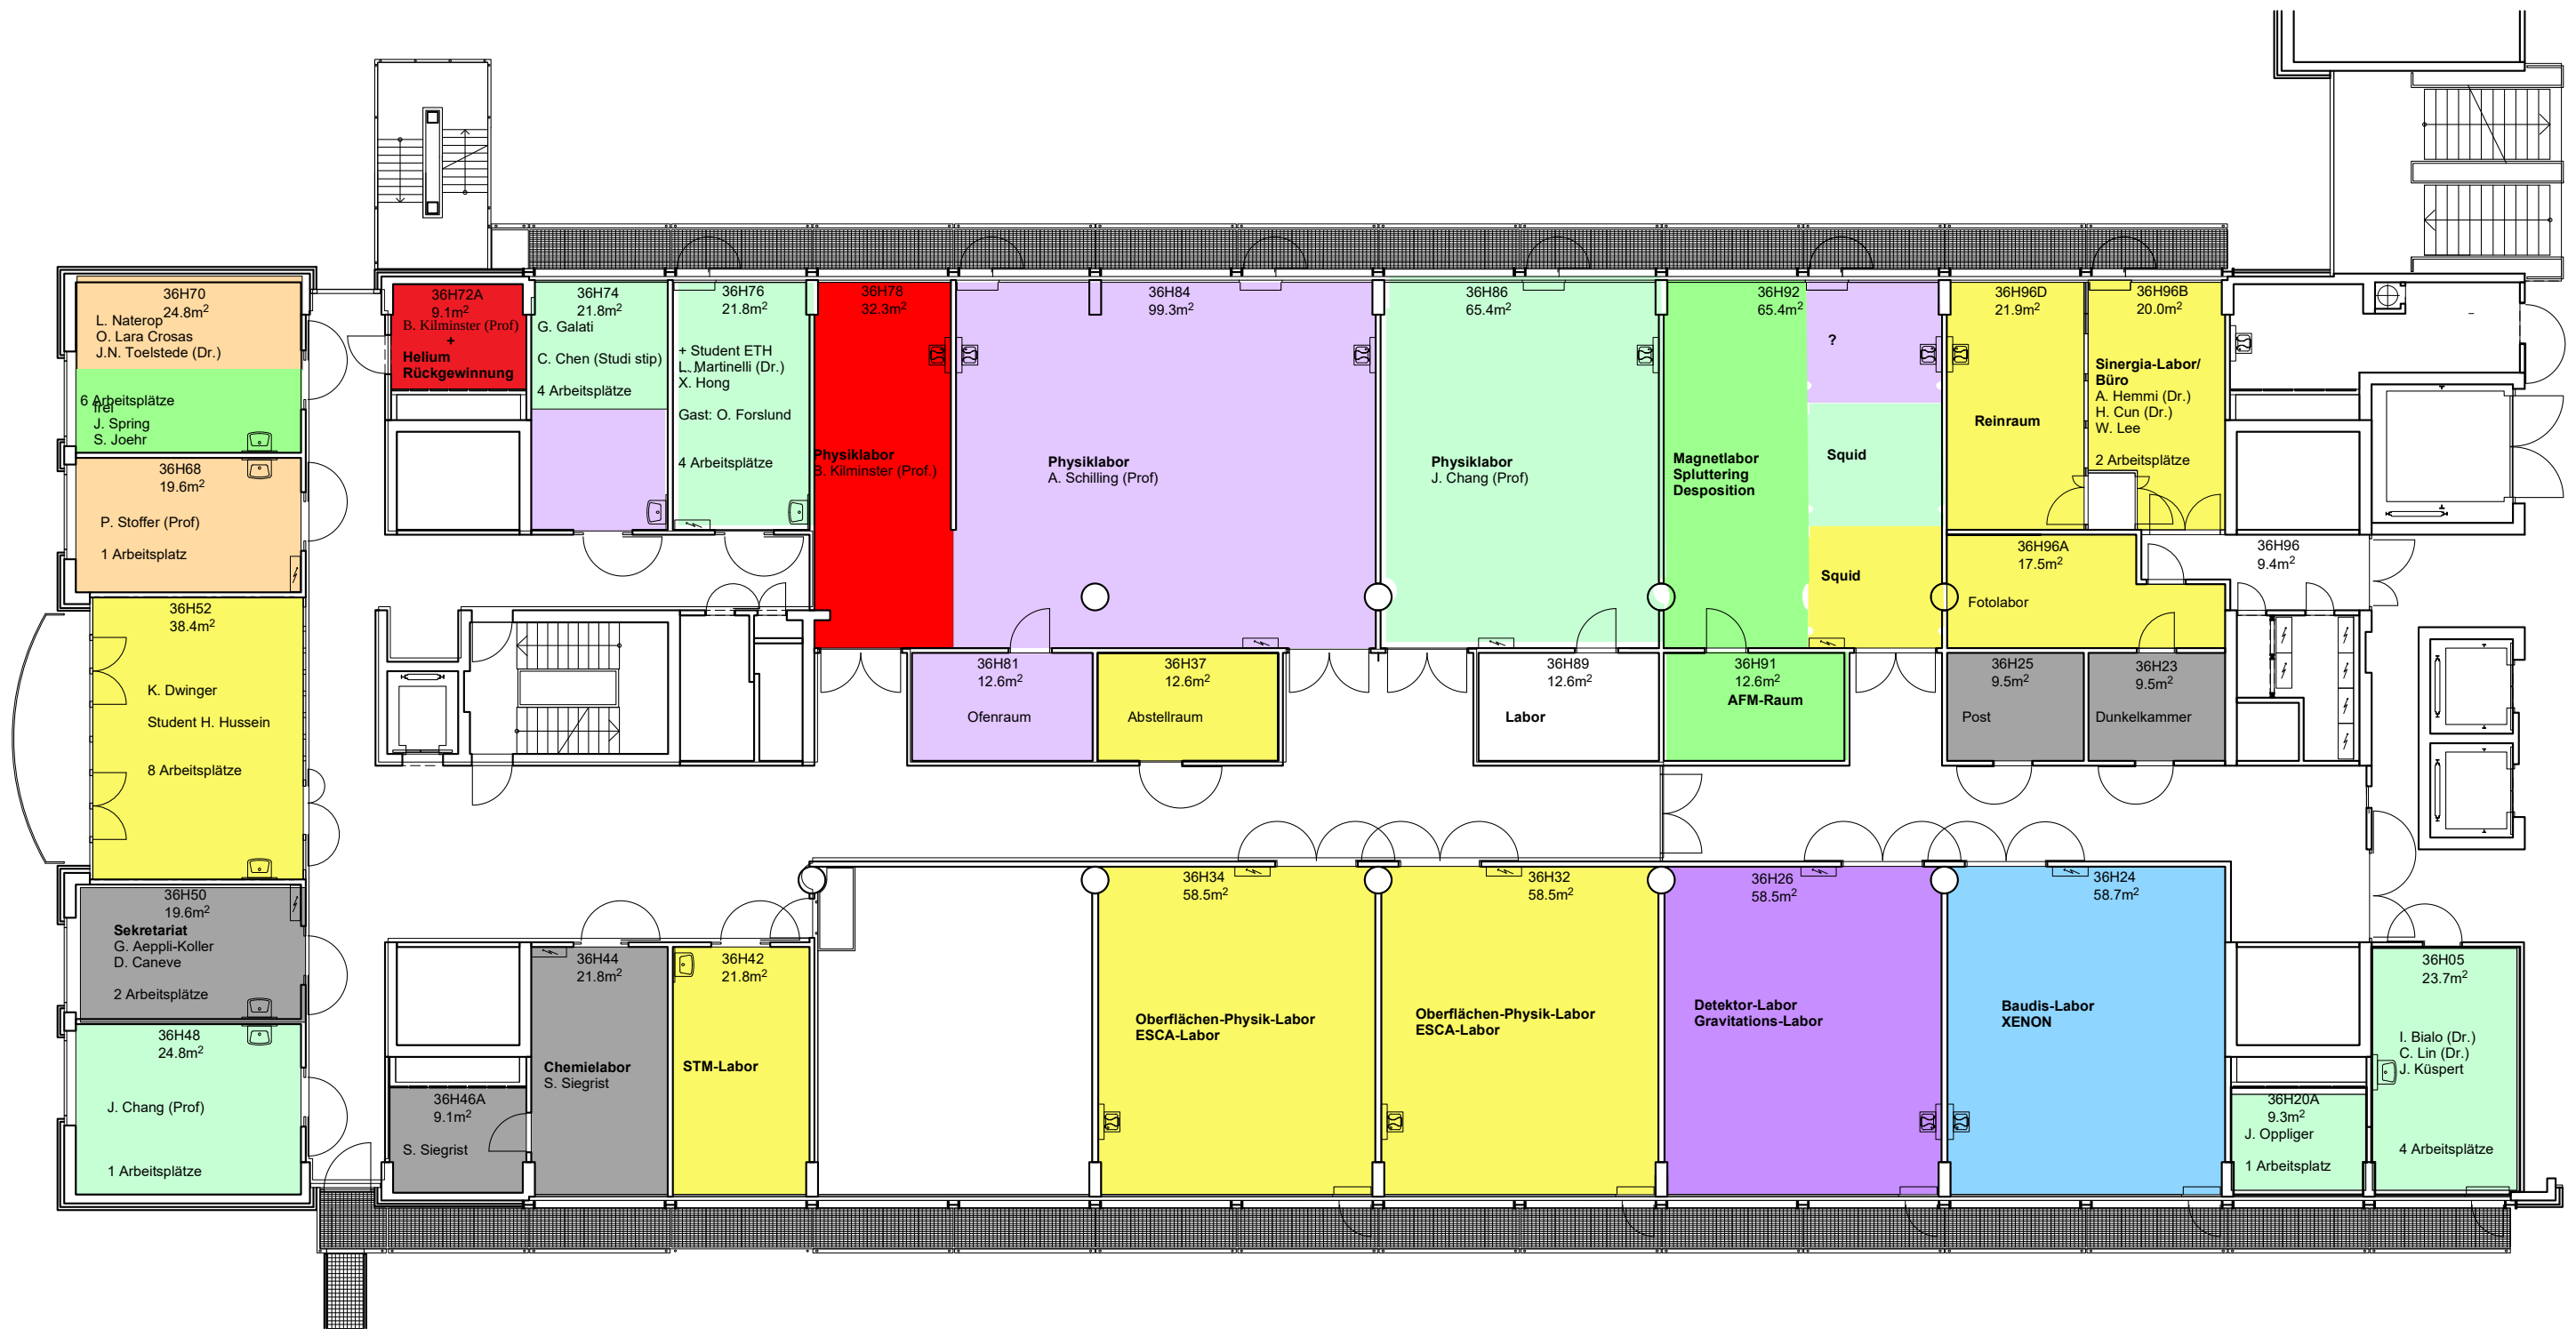 36H70
24.8m²
L. Naterop
O. Lara Crosas
J.N. Toelstede (Dr.)
6 Arbeitsplätze
frei
J. Spring
S. Joehr
36H68
19.6m²
P. Stoffer (Prof)
1 Arbeitsplatz
36H52
38.4m²
K. Dwinger
Student H. Hussein
8 Arbeitsplätze
36H50
19.6m²
Sekretariat
G. Aeppli-Koller
D. Caneve
2 Arbeitsplätze
36H48
24.8m²
J. Chang (Prof)
1 Arbeitsplätze
36H72A
9.1m²
B. Kilminster (Prof)
+
Helium
Rückgewinnung
36H74
21.8m²
G. Galati
C. Chen (Studi stip)
4 Arbeitsplätze
36H76
21.8m²
+ Student ETH
L. Martinelli (Dr.)
X. Hong
Gast: O. Forslund
4 Arbeitsplätze
36H78
32.3m²
Physiklabor
B. Kilminster (Prof.)
36H84
99.3m²
Physiklabor
A. Schilling (Prof)
36H86
65.4m²
Physiklabor
J. Chang (Prof)
36H92
65.4m²
?
Magnetlabor
Spluttering
Desposition
Squid
Squid
36H96D
21.9m²
Reinraum
36H96B
20.0m²
Sinergia-Labor/
Büro
A. Hemmi (Dr.)
H. Cun (Dr.)
W. Lee
2 Arbeitsplätze
36H96A
17.5m²
Fotolabor
36H96
9.4m²
36H81
12.6m²
Ofenraum
36H37
12.6m²
Abstellraum
36H89
12.6m²
Labor
36H91
12.6m²
AFM-Raum
36H25
9.5m²
Post
36H23
9.5m²
Dunkelkammer
36H46A
9.1m²
S. Siegrist
36H44
21.8m²
Chemielabor
S. Siegrist
36H42
21.8m²
STM-Labor
36H34
58.5m²
Oberflächen-Physik-Labor
ESCA-Labor
36H32
58.5m²
Oberflächen-Physik-Labor
ESCA-Labor
36H26
58.5m²
Detektor-Labor
Gravitations-Labor
36H24
58.7m²
Baudis-Labor
XENON
36H20A
9.3m²
J. Oppliger
1 Arbeitsplatz
36H05
23.7m²
I. Bialo (Dr.)
C. Lin (Dr.)
J. Küspert
4 Arbeitsplätze